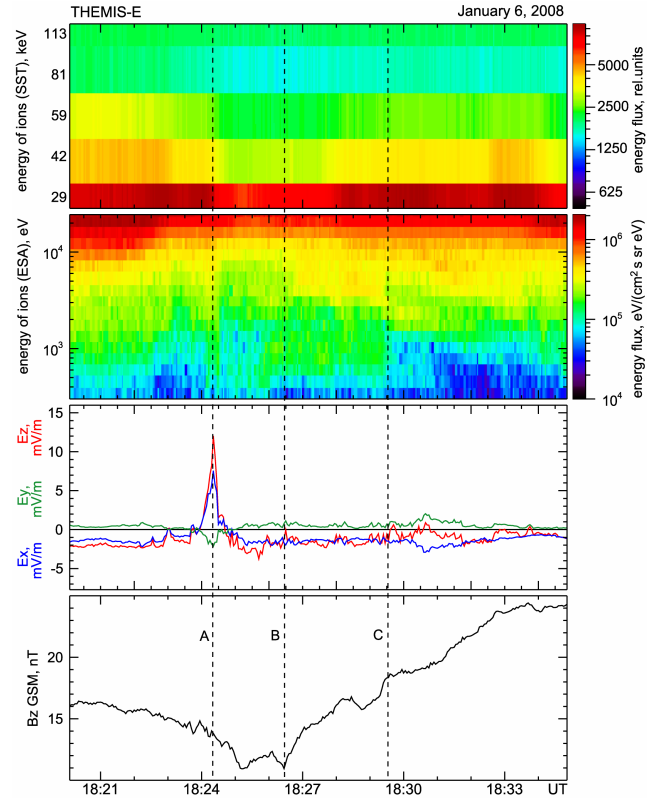 THEMIS-E January 6, 2008
energy of ions (SST), keV
113
81
59
42
29
5000
2500
1250
625
energy flux, rel.units
energy of ions (ESA), eV
10⁴
10³
10⁶
10⁵
10⁴
energy flux, eV/(cm² s sr eV)
Ez, mV/m
Ey, mV/m
Ex, mV/m
15
10
5
0
-5
A B C
Bz GSM, nT
20
15
18:21 18:24 18:27 18:30 18:33 UT